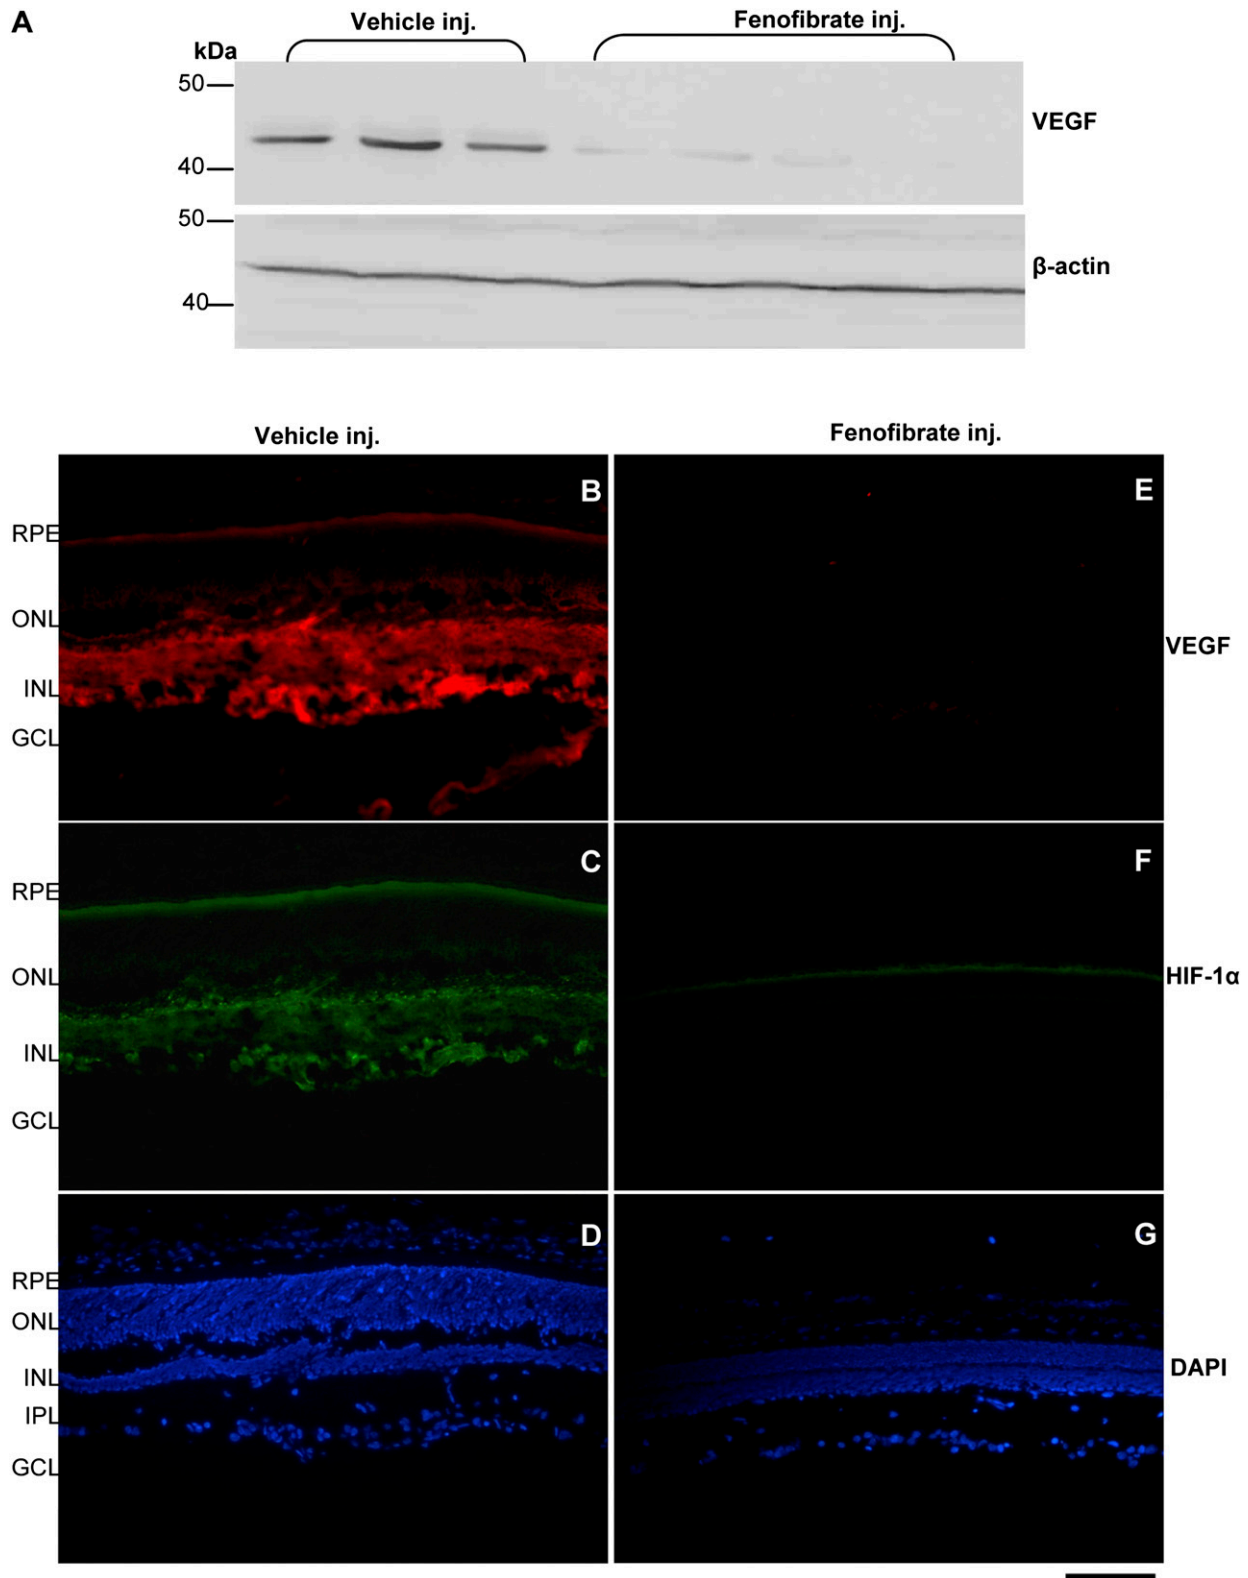 A
Vehicle inj.
Fenofibrate inj.
kDa
50
VEGF
40
50
β-actin
40
Vehicle inj.
Fenofibrate inj.
B
E
RPE
ONL
VEGF
INL
GCL
C
F
RPE
ONL
HIF-1α
INL
GCL
D
G
RPE
ONL
DAPI
INL
IPL
GCL